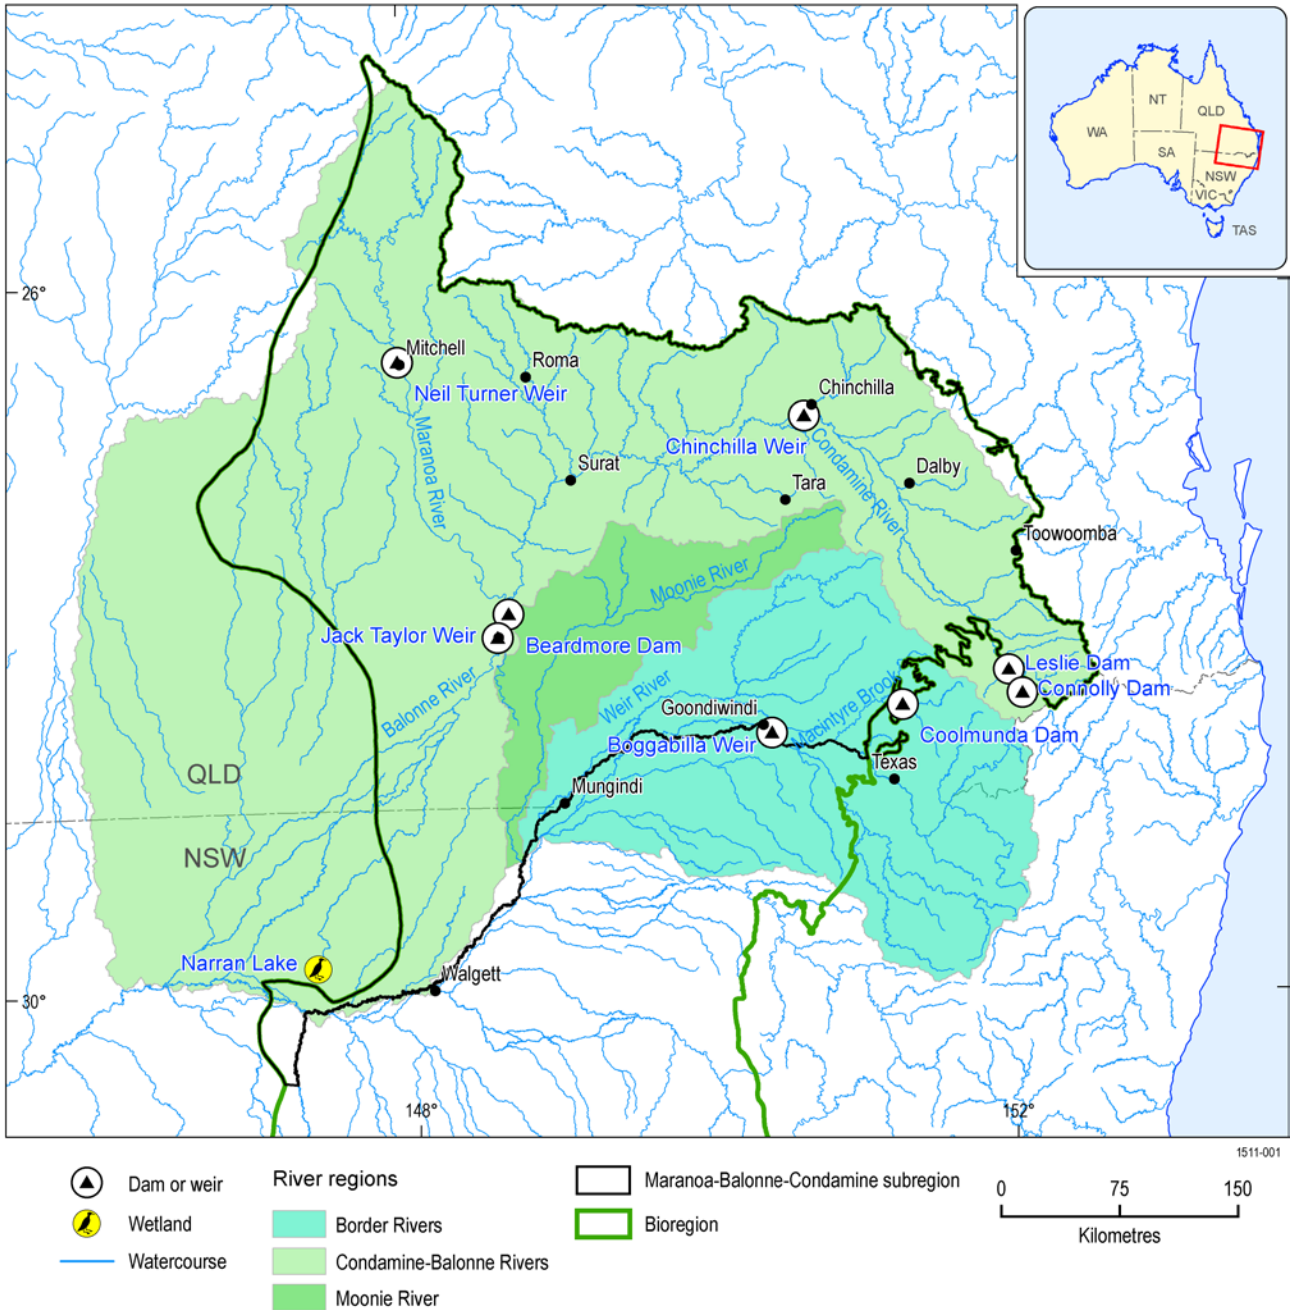 NT
QLD
WA
SA
NSW
VIC
TAS
26°
Mitchell
Roma
Neil Turner Weir
Chinchilla
Maranoa River
Chinchilla Weir
Condamine River
Surat
Dalby
Tara
Toowoomba
Moonie River
Jack Taylor Weir
Beardmore Dam
Leslie Dam
Connolly Dam
Balonne River
Weir River
Macintyre Brook
Goondiwindi
Boggabilla Weir
Coolmunda Dam
Texas
QLD
Mungindi
NSW
Narran Lake
Walgett
30°
148°
152°
1511-001
Dam or weir
Wetland
Watercourse
River regions
Border Rivers
Condamine-Balonne Rivers
Moonie River
Maranoa-Balonne-Condamine subregion
Bioregion
0 75 150
Kilometres